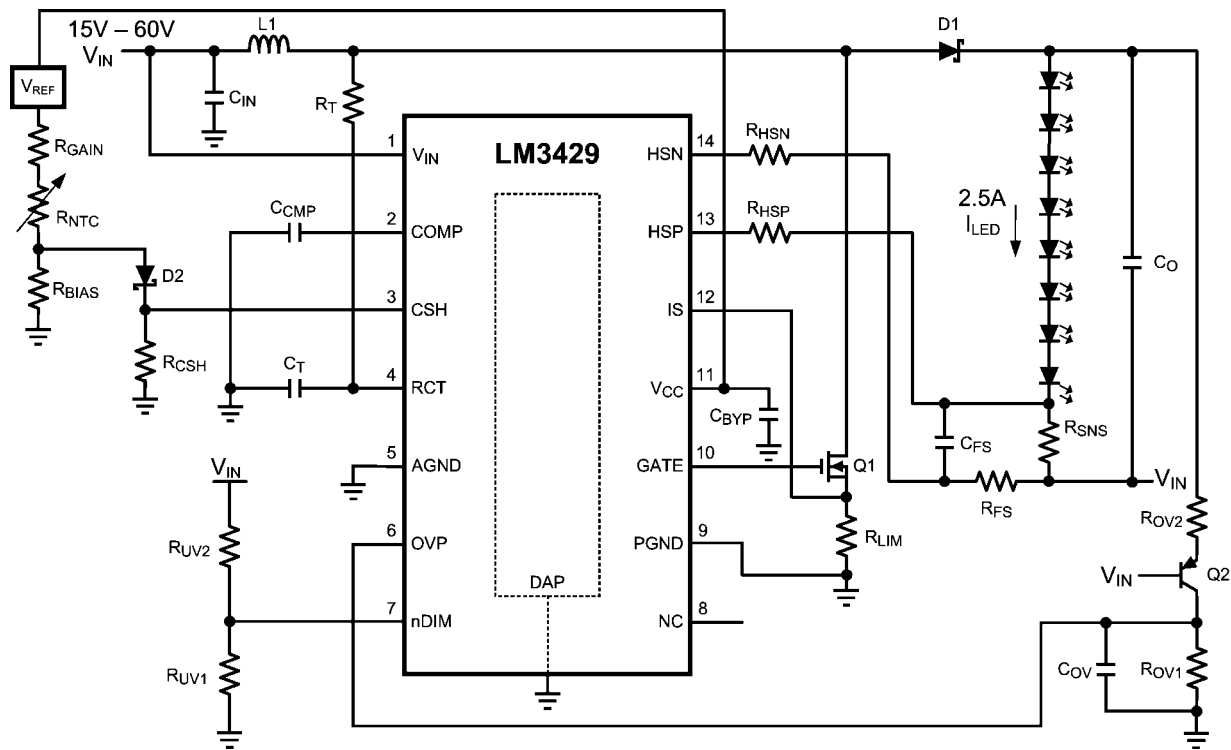 15V – 60V
VIN
L1
D1
VREF
CIN
RT
RGAIN
RNTC
RBIAS
D2
RCSH
CCMP
CT
LM3429
1
VIN
2
COMP
3
CSH
4
RCT
5
AGND
6
OVP
7
nDIM
14
HSN
13
HSP
12
IS
11
VCC
10
GATE
9
PGND
8
NC
DAP
RHSN
RHSP
2.5A
ILED
CO
CBYP
Q1
CFS
RSNS
RFS
VIN
RLIM
VIN
RUV2
RUV1
ROV2
VIN
Q2
COV
ROV1